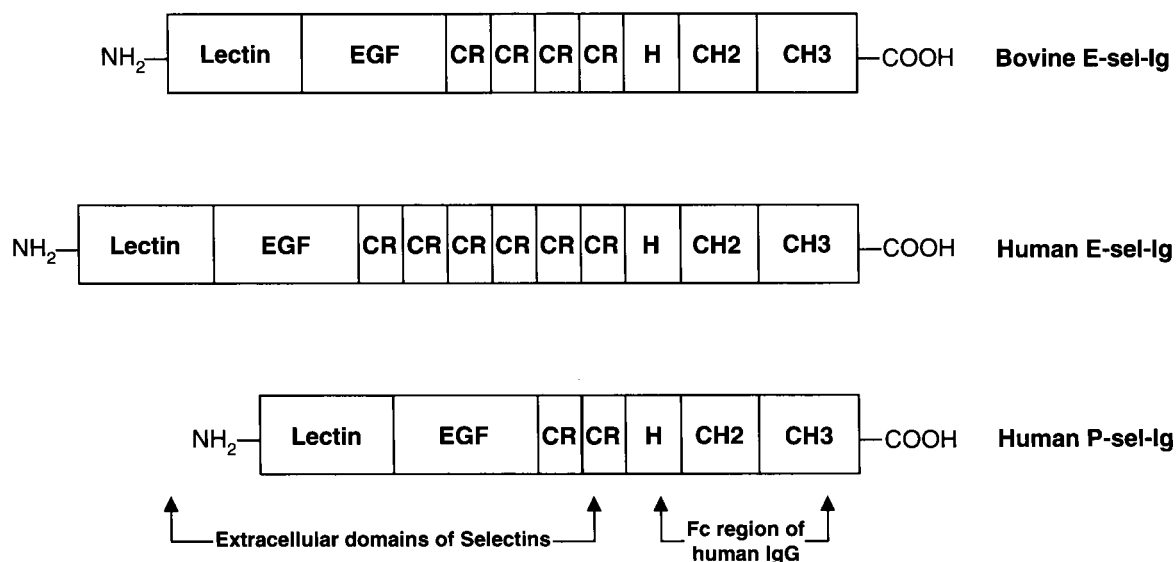 NH2 Lectin EGF CR CR CR CR H CH2 CH3 COOH Bovine E-sel-Ig
NH2 Lectin EGF CR CR CR CR CR CR H CH2 CH3 COOH Human E-sel-Ig
NH2 Lectin EGF CR CR H CH2 CH3 COOH Human P-sel-Ig
Extracellular domains of Selectins Fc region of
human IgG